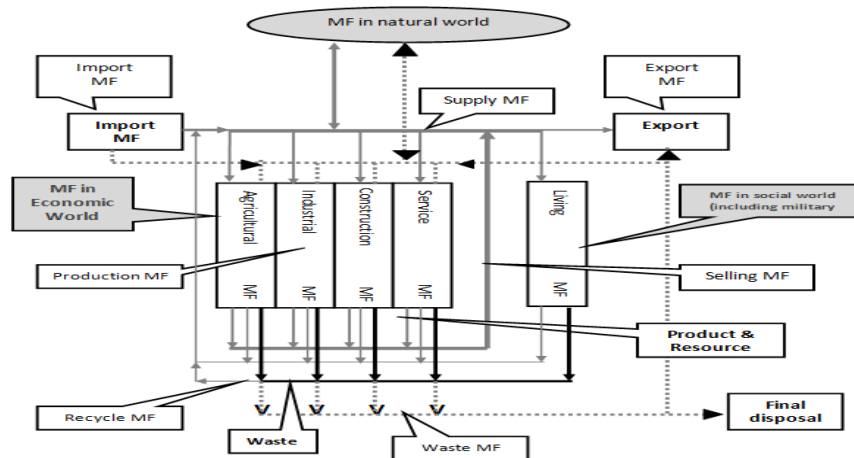 MF in natural world
Import
MF
Export
MF
Supply MF
Import
MF
Export
MF in
Economic
World
MF in social world
(including military
Agricultural MF
Industrial MF
Construction MF
Service MF
Living MF
Production MF
Selling MF
Product &
Resource
Recycle MF
Waste
Waste MF
Final
disposal